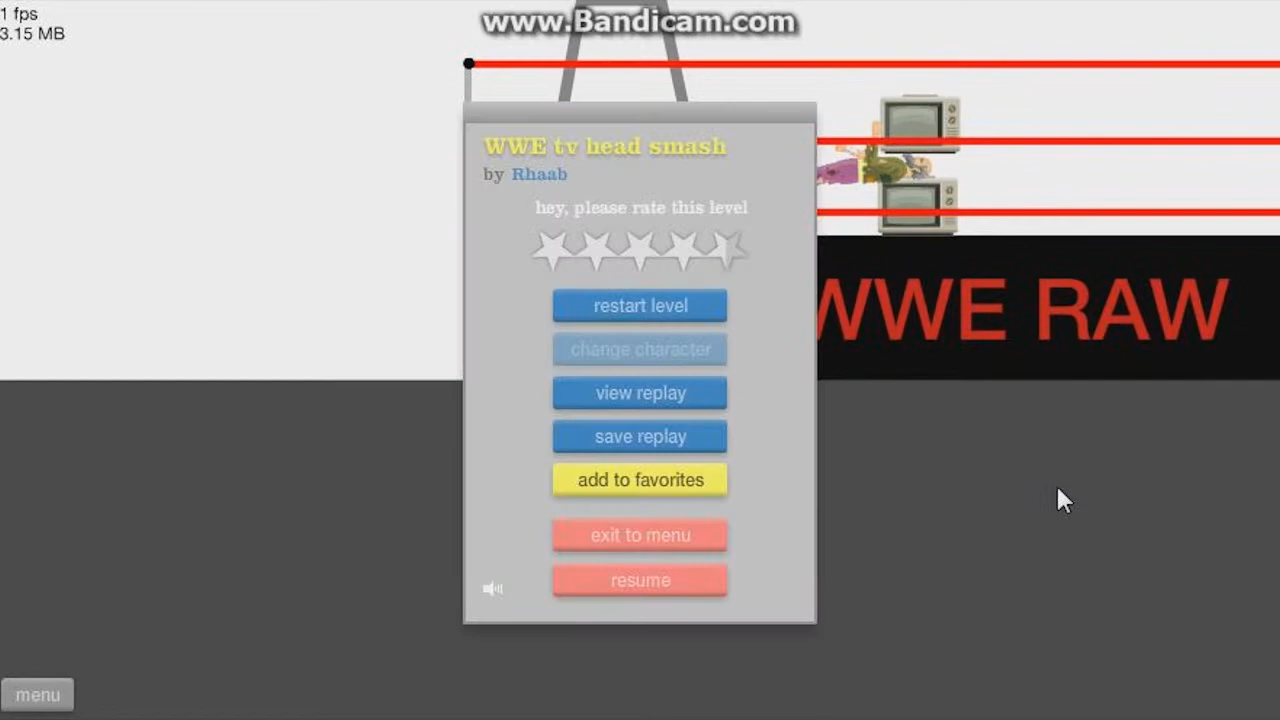 1 fps
3.15 MB
www.Bandicam.com
WWE tv head smash
by Rhaab
hey, please rate this level
restart level
change character
view replay
save replay
add to favorites
exit to menu
resume
WWE RAW
menu